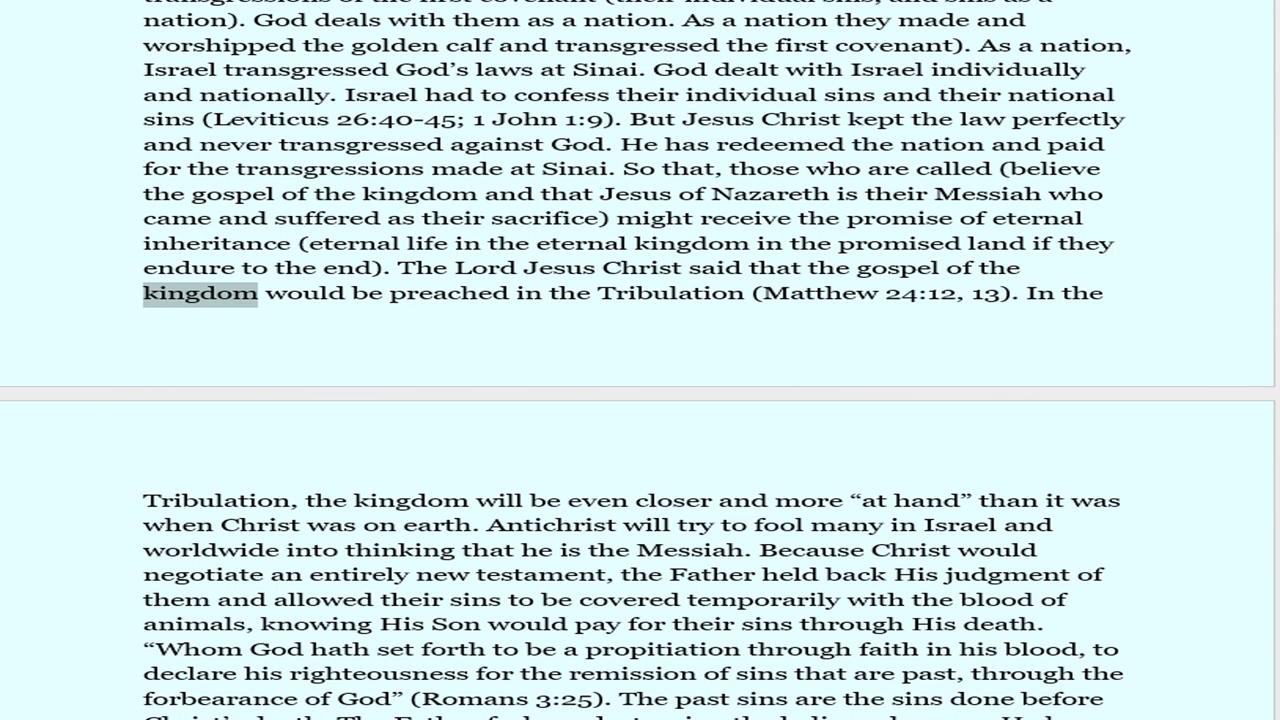 transgressions of the first covenant (their individual sins, and sins as a
nation). God deals with them as a nation. As a nation they made and
worshipped the golden calf and transgressed the first covenant). As a nation,
Israel transgressed God’s laws at Sinai. God dealt with Israel individually
and nationally. Israel had to confess their individual sins and their national
sins (Leviticus 26:40-45; 1 John 1:9). But Jesus Christ kept the law perfectly
and never transgressed against God. He has redeemed the nation and paid
for the transgressions made at Sinai. So that, those who are called (believe
the gospel of the kingdom and that Jesus of Nazareth is their Messiah who
came and suffered as their sacrifice) might receive the promise of eternal
inheritance (eternal life in the eternal kingdom in the promised land if they
endure to the end). The Lord Jesus Christ said that the gospel of the
kingdom would be preached in the Tribulation (Matthew 24:12, 13). In the
Tribulation, the kingdom will be even closer and more “at hand” than it was
when Christ was on earth. Antichrist will try to fool many in Israel and
worldwide into thinking that he is the Messiah. Because Christ would
negotiate an entirely new testament, the Father held back His judgment of
them and allowed their sins to be covered temporarily with the blood of
animals, knowing His Son would pay for their sins through His death.
“Whom God hath set forth to be a propitiation through faith in his blood, to
declare his righteousness for the remission of sins that are past, through the
forbearance of God” (Romans 3:25). The past sins are the sins done before